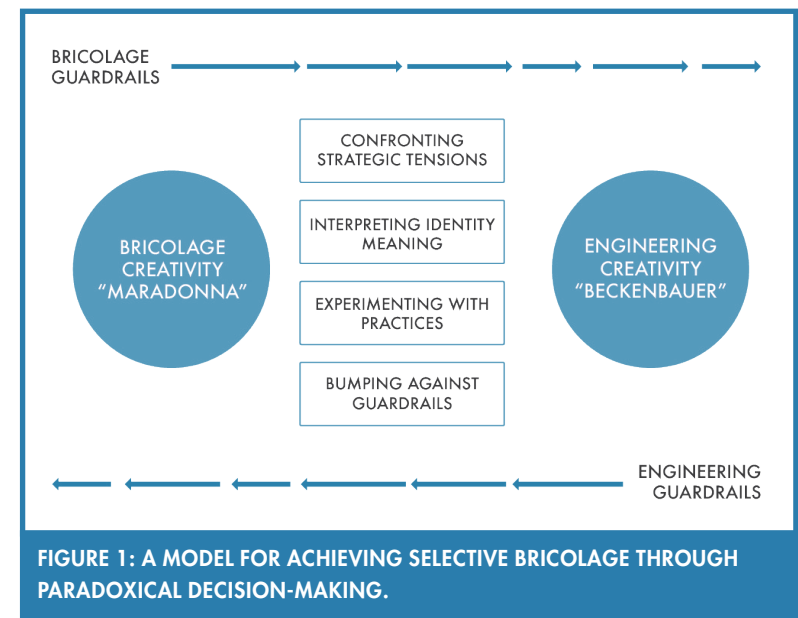 BRICOLAGE
GUARDRAILS
CONFRONTING
STRATEGIC TENSIONS
INTERPRETING IDENTITY
MEANING
EXPERIMENTING WITH
PRACTICES
BUMPING AGAINST
GUARDRAILS
BRICOLAGE
CREATIVITY
“MARADONNA”
ENGINEERING
CREATIVITY
“BECKENBAUER”
ENGINEERING
GUARDRAILS
FIGURE 1: A MODEL FOR ACHIEVING SELECTIVE BRICOLAGE THROUGH
PARADOXICAL DECISION-MAKING.